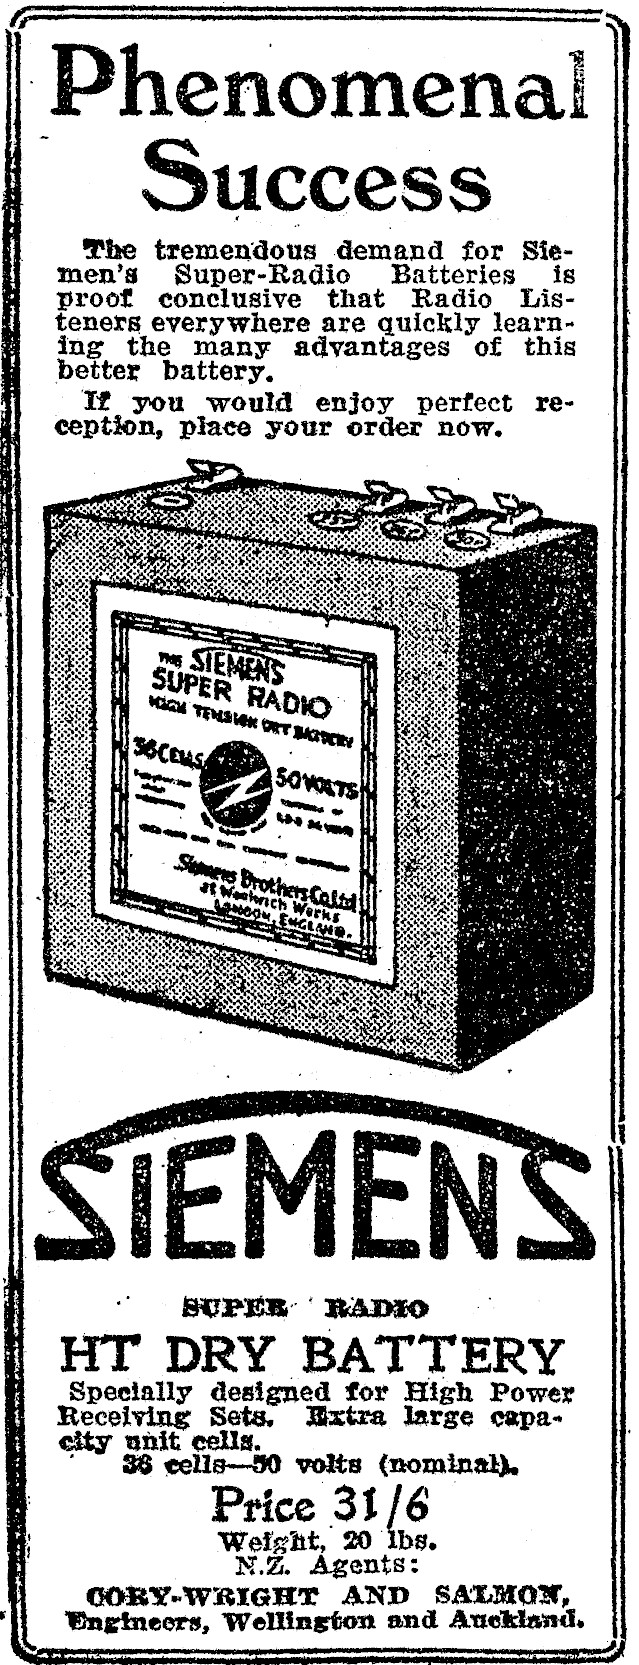 Phenomenal
Success
The tremendous demand for Sie-
men's Super-Radio Batteries is
proof conclusive that Radio Lis-
teners everywhere are quickly learn-
ing the many advantages of this
better battery.
If you would enjoy perfect re-
ception, place your order now.
THE SIEMENS
SUPER RADIO
HIGH TENSION DRY BATTERY
36 CELLS
50 VOLTS
Siemens Brothers Co Ltd
at Woolwich Works
LONDON, ENGLAND.
SIEMENS
SUPER RADIO
HT DRY BATTERY
Specially designed for High Power
Receiving Sets. Extra large capa-
city unit cells.
36 cells—50 volts (nominal).
Price 31/6
Weight, 20 lbs.
N.Z. Agents:
CORY-WRIGHT AND SALMON,
Engineers, Wellington and Auckland.